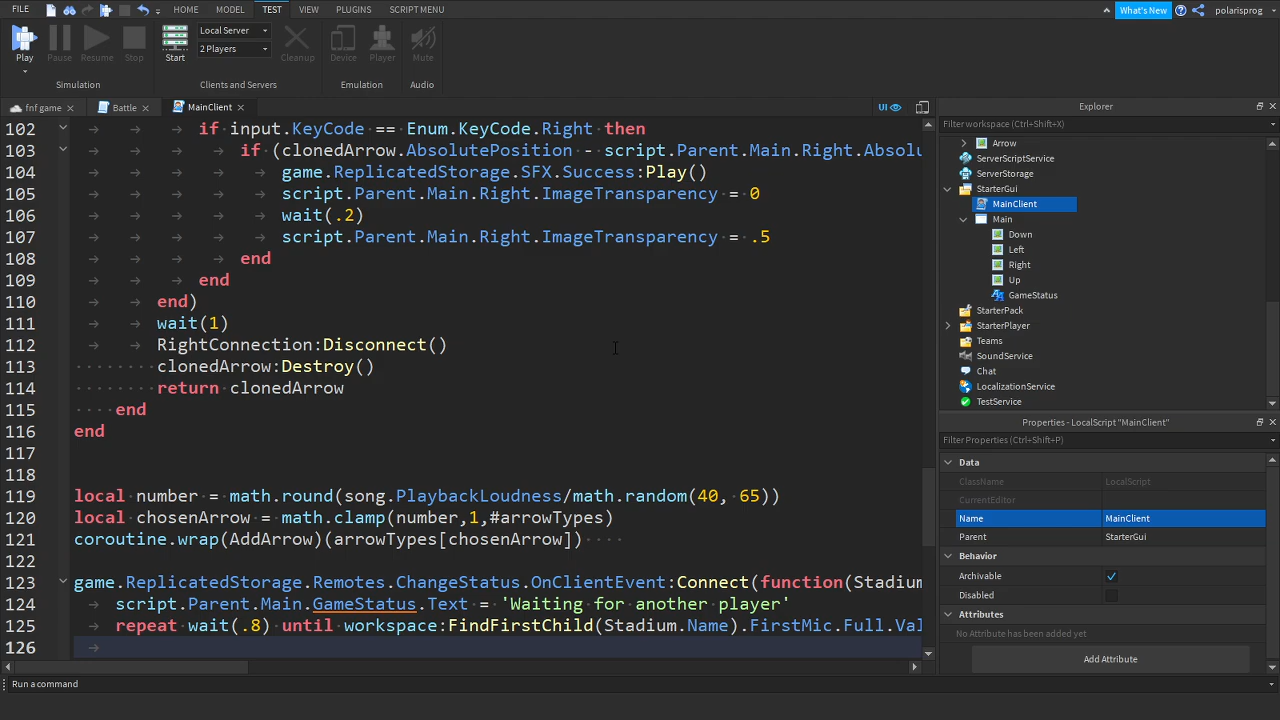 FILE HOME MODEL TEST VIEW PLUGINS SCRIPT MENU What's New polarisprog
Play Pause Resume Stop Start Local Server Cleanup Device Player Mute
2 Players
Simulation Clients and Servers Emulation Audio
fnf game Battle MainClient UI
102 if input.KeyCode == Enum.KeyCode.Right then
103 if (clonedArrow.AbsolutePosition - script.Parent.Main.Right.Absolu
104 game.ReplicatedStorage.SFX.Success:Play()
105 script.Parent.Main.Right.ImageTransparency = 0
106 wait(.2)
107 script.Parent.Main.Right.ImageTransparency = .5
108 end
109 end
110 end)
111 wait(1)
112 RightConnection:Disconnect()
113 clonedArrow:Destroy()
114 return clonedArrow
115 end
116 end
117
118
119 local number = math.round(song.PlaybackLoudness/math.random(40, 65))
120 local chosenArrow = math.clamp(number,1,#arrowTypes)
121 coroutine.wrap(AddArrow)(arrowTypes[chosenArrow])
122
123 game.ReplicatedStorage.Remotes.ChangeStatus.OnClientEvent:Connect(function(Stadium
124 script.Parent.Main.GameStatus.Text = 'Waiting for another player'
125 repeat wait(.8) until workspace:FindFirstChild(Stadium.Name).FirstMic.Full.Val
126
Run a command
Explorer
Filter workspace (Ctrl+Shift+X)
Arrow
ServerScriptService
ServerStorage
StarterGui
MainClient
Main
Down
Left
Right
Up
GameStatus
StarterPack
StarterPlayer
Teams
SoundService
Chat
LocalizationService
TestService
Properties - LocalScript "MainClient"
Filter Properties (Ctrl+Shift+P)
Data
ClassName LocalScript
CurrentEditor
Name MainClient
Parent StarterGui
Behavior
Archivable
Disabled
Attributes
No Attribute has been added yet
Add Attribute